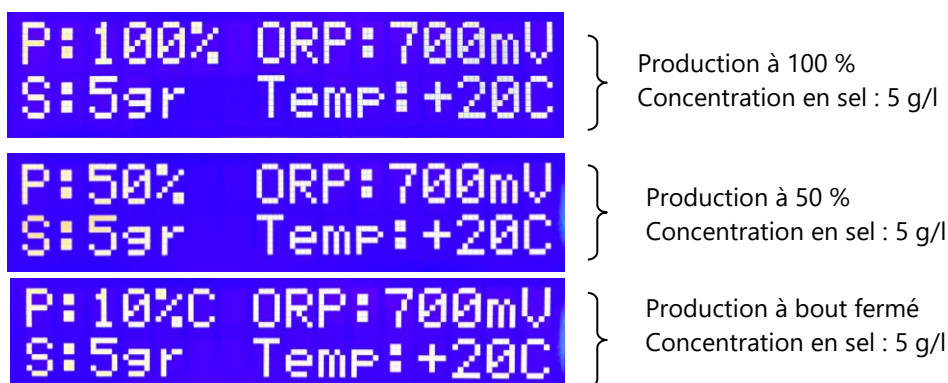 P:100% ORP:700mV
S:5gr Temp:+20C
Production à 100 %
Concentration en sel : 5 g/l
P:50% ORP:700mV
S:5gr Temp:+20C
Production à 50 %
Concentration en sel : 5 g/l
P:10%C ORP:700mV
S:5gr Temp:+20C
Production à bout fermé
Concentration en sel : 5 g/l